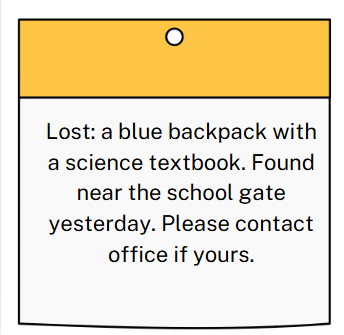 Lost: a blue backpack with
a science textbook. Found
near the school gate
yesterday. Please contact
office if yours.